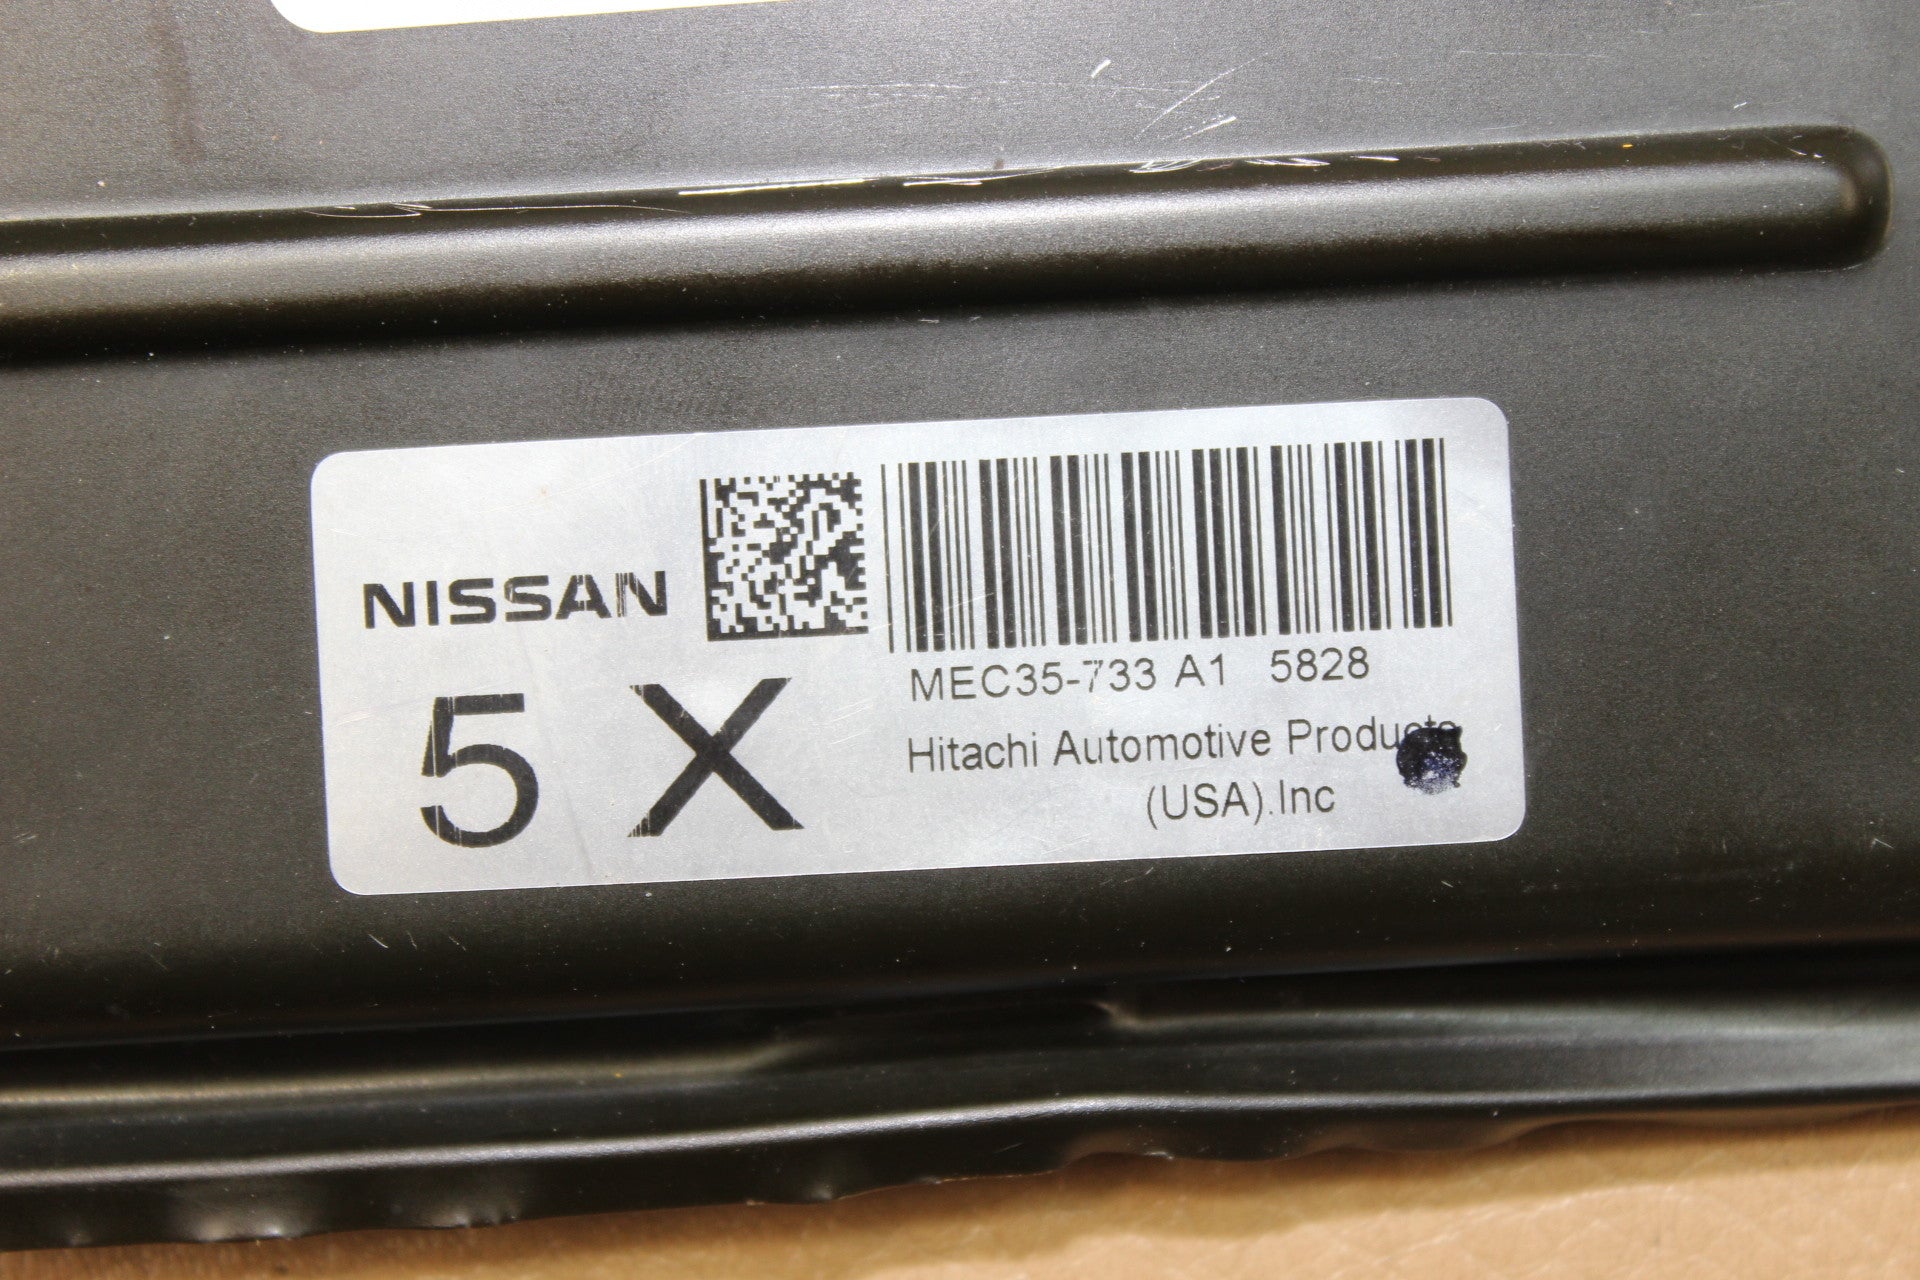 NISSAN
5 X
MEC35-733 A1 5828
Hitachi Automotive Products
(USA).Inc